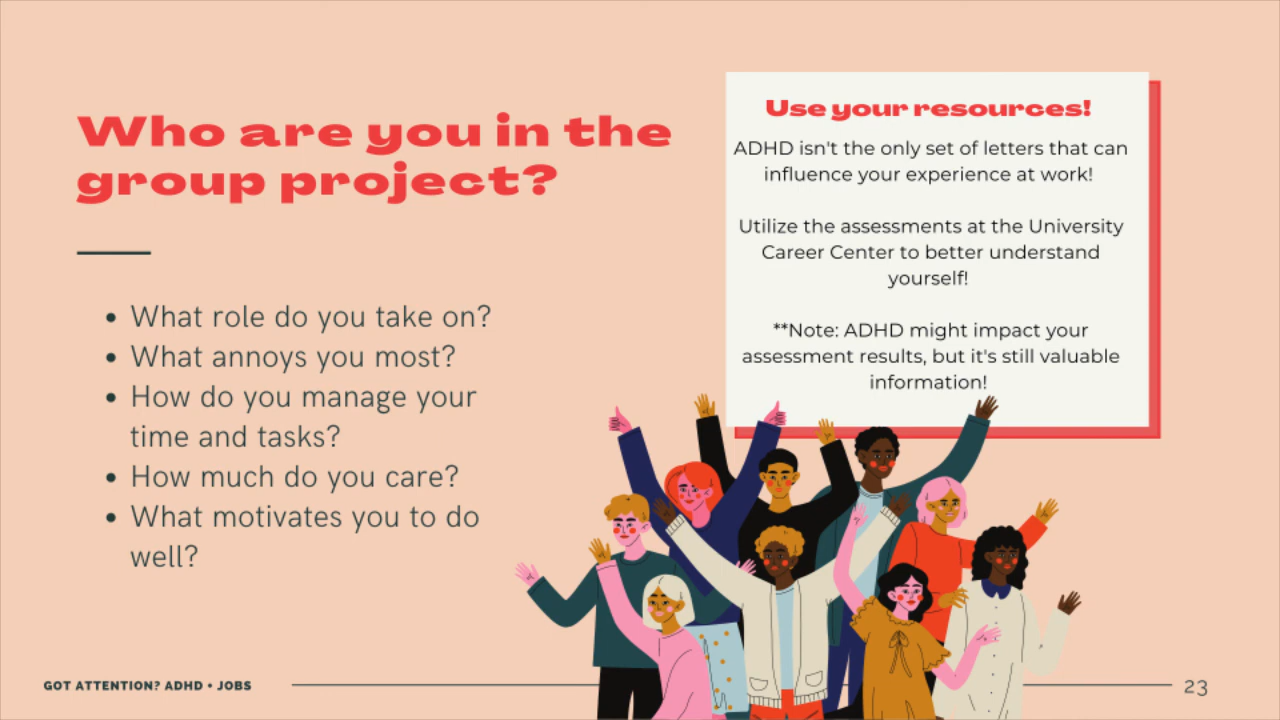 Who are you in the
group project?
• What role do you take on?
• What annoys you most?
• How do you manage your
time and tasks?
• How much do you care?
• What motivates you to do
well?
Use your resources!
ADHD isn't the only set of letters that can
influence your experience at work!
Utilize the assessments at the University
Career Center to better understand
yourself!
**Note: ADHD might impact your
assessment results, but it's still valuable
information!
GOT ATTENTION? ADHD • JOBS
23